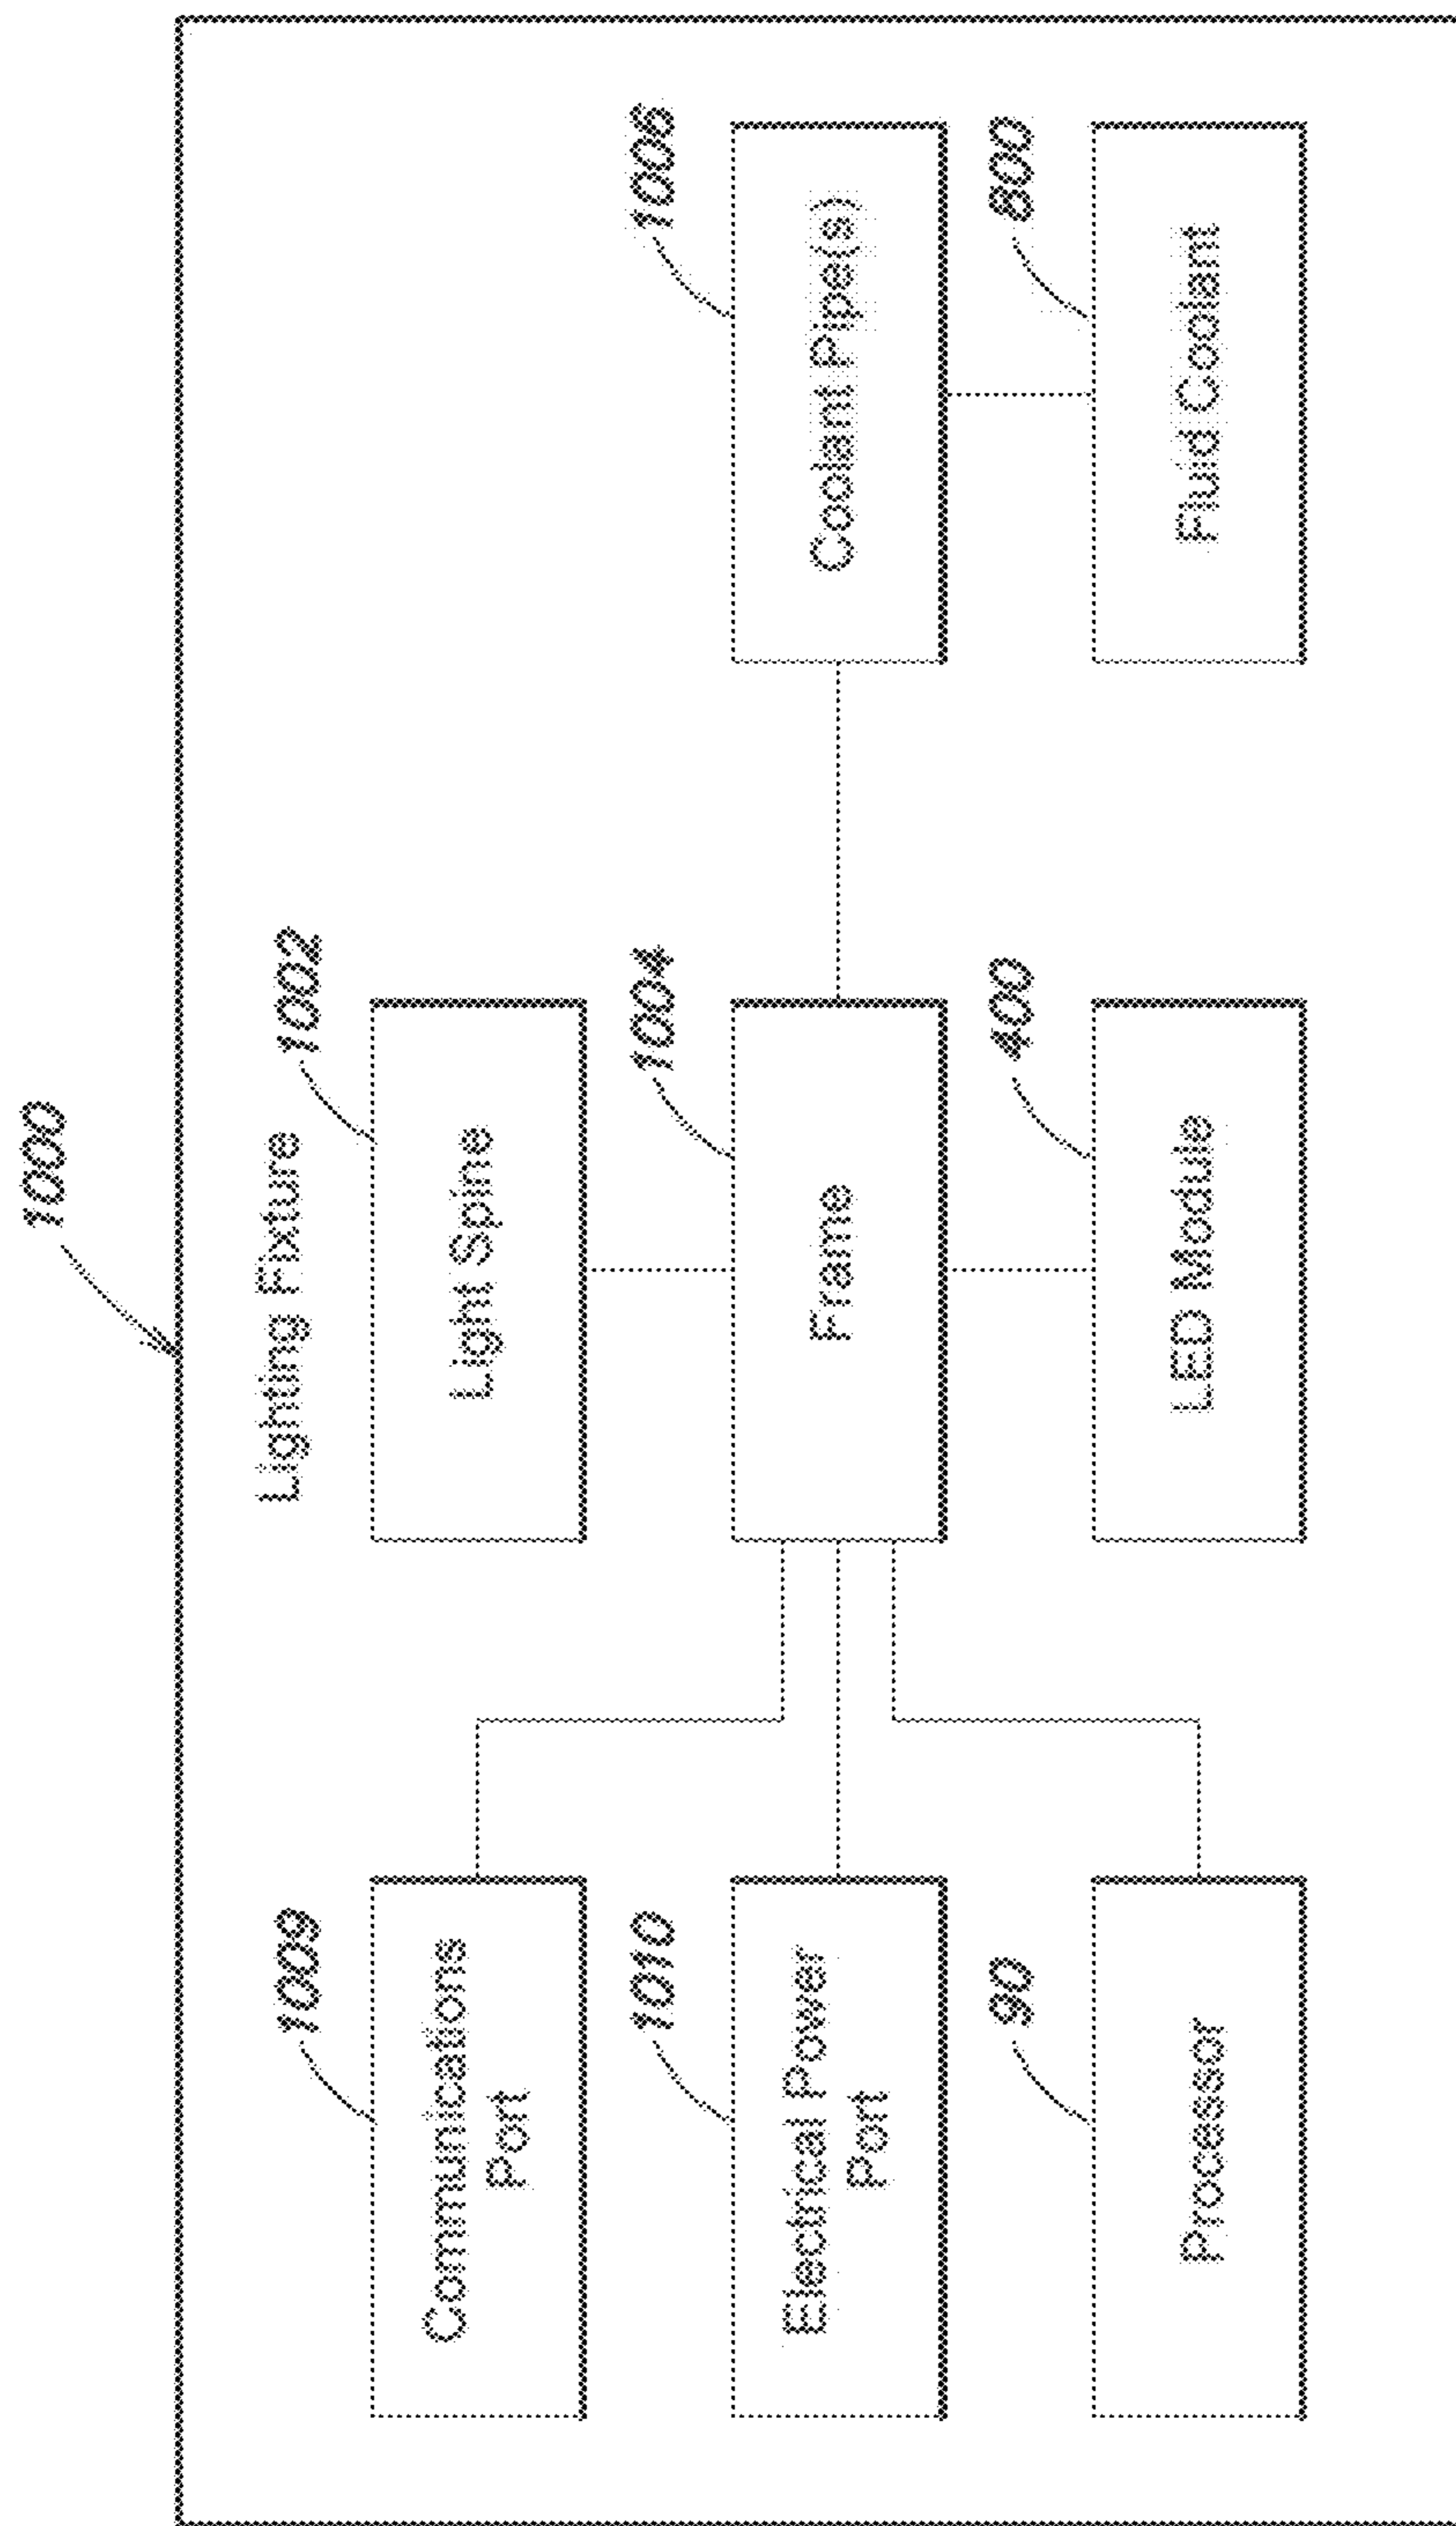 1000
Lighting Fixture
1009
Communications
Port
1002
Light Spine
1010
Electrical Power
Port
1004
Frame
1006
Coolant Pipe(s)
90
Processor
400
LED Module
800
Fluid Coolant